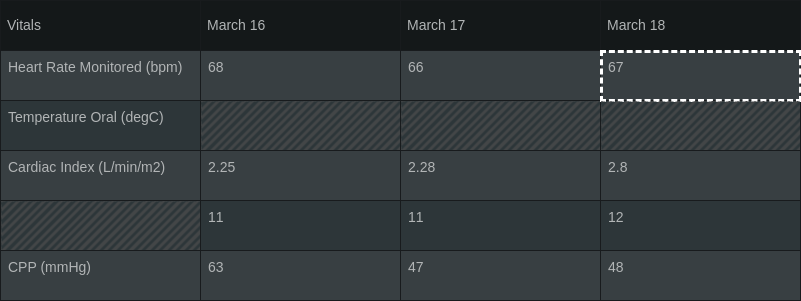 Vitals March 16 March 17 March 18
Heart Rate Monitored (bpm) 68 66 67
Temperature Oral (degC)
Cardiac Index (L/min/m2) 2.25 2.28 2.8
11 11 12
CPP (mmHg) 63 47 48